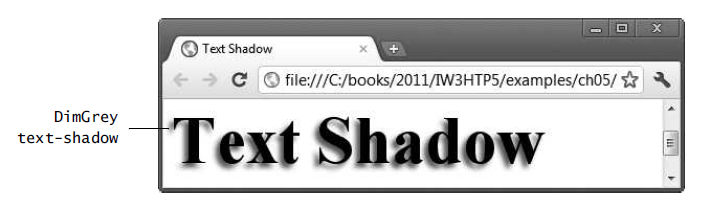 Text Shadow
file:///C:/books/2011/IW3HTP5/examples/ch05/
DimGrey
text-shadow
Text Shadow